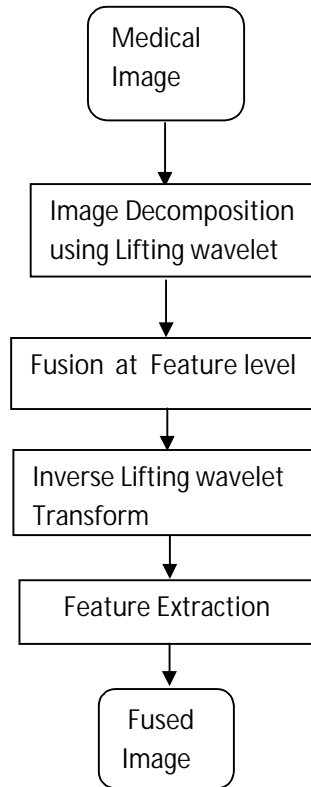 Medical
Image
Image Decomposition
using Lifting wavelet
Fusion at Feature level
Inverse Lifting wavelet
Transform
Feature Extraction
Fused
Image